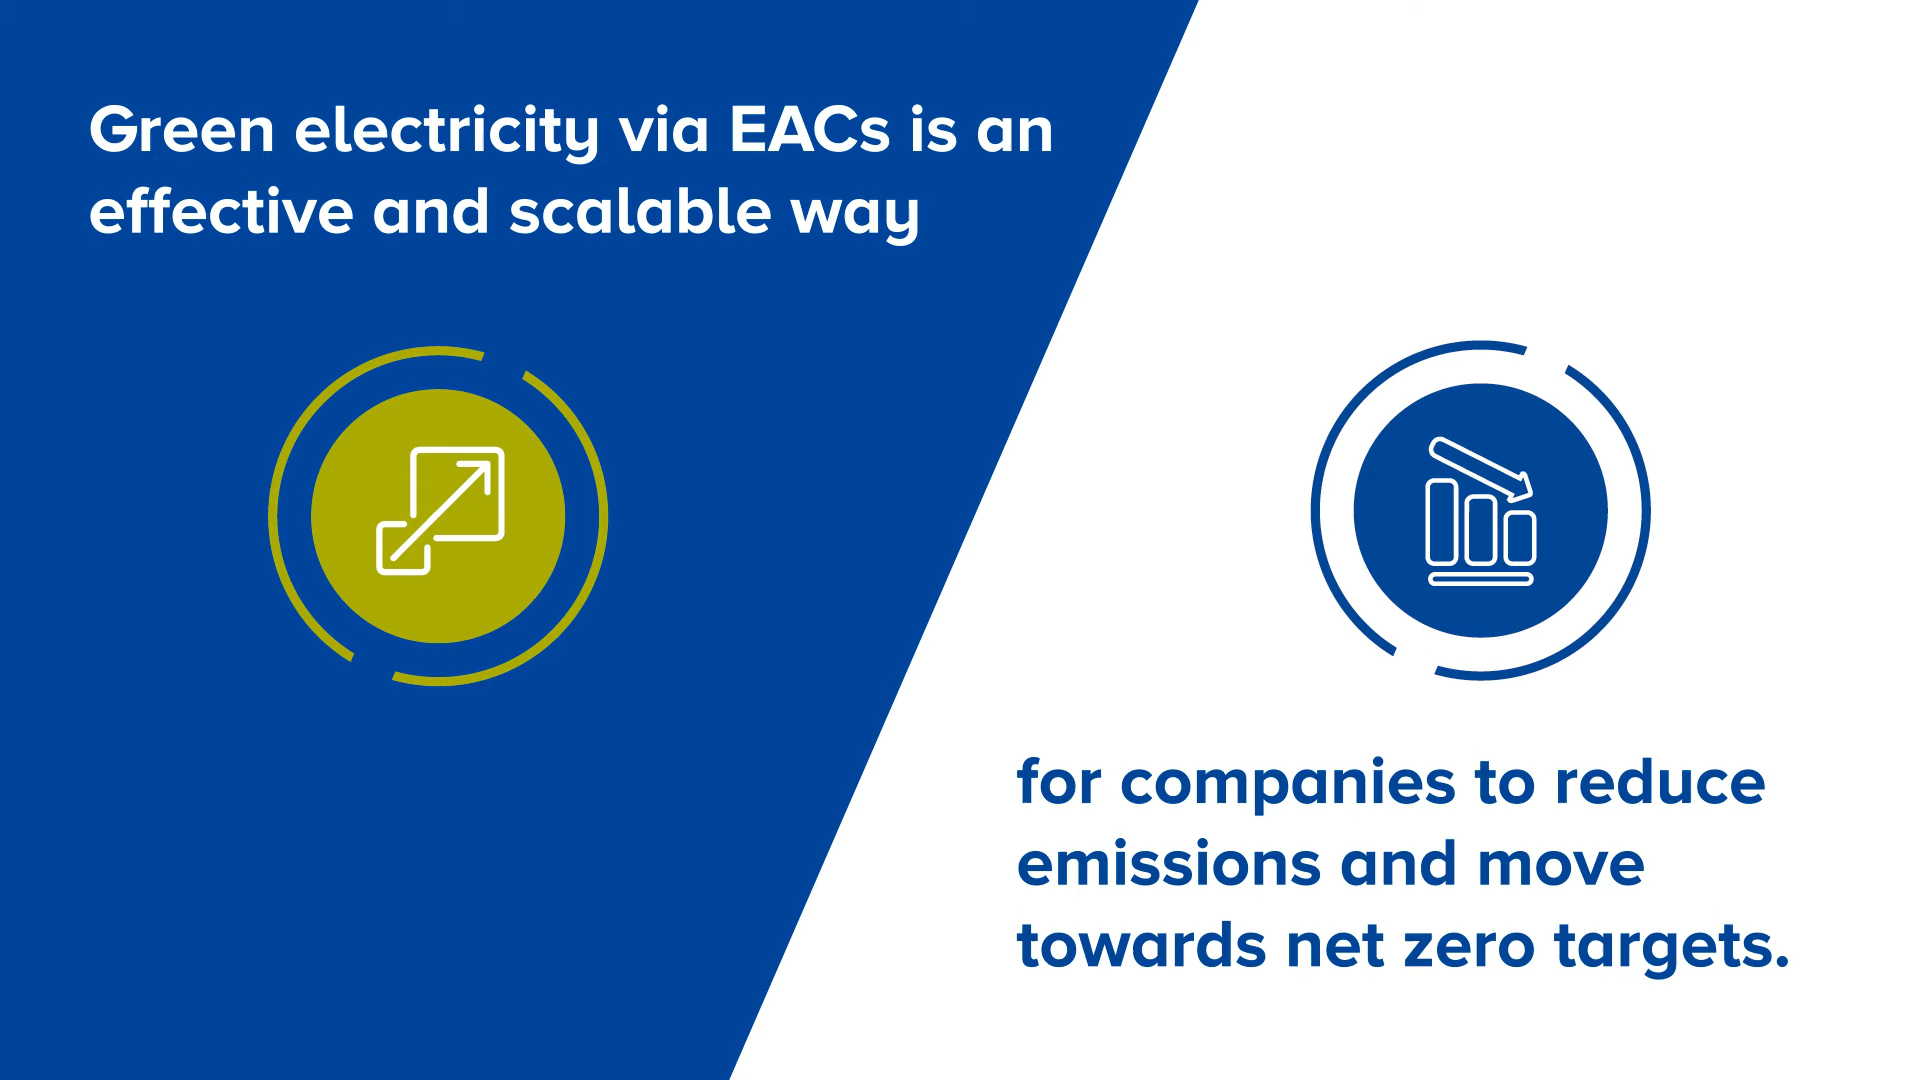 Green electricity via EACs is an
effective and scalable way
for companies to reduce
emissions and move
towards net zero targets.